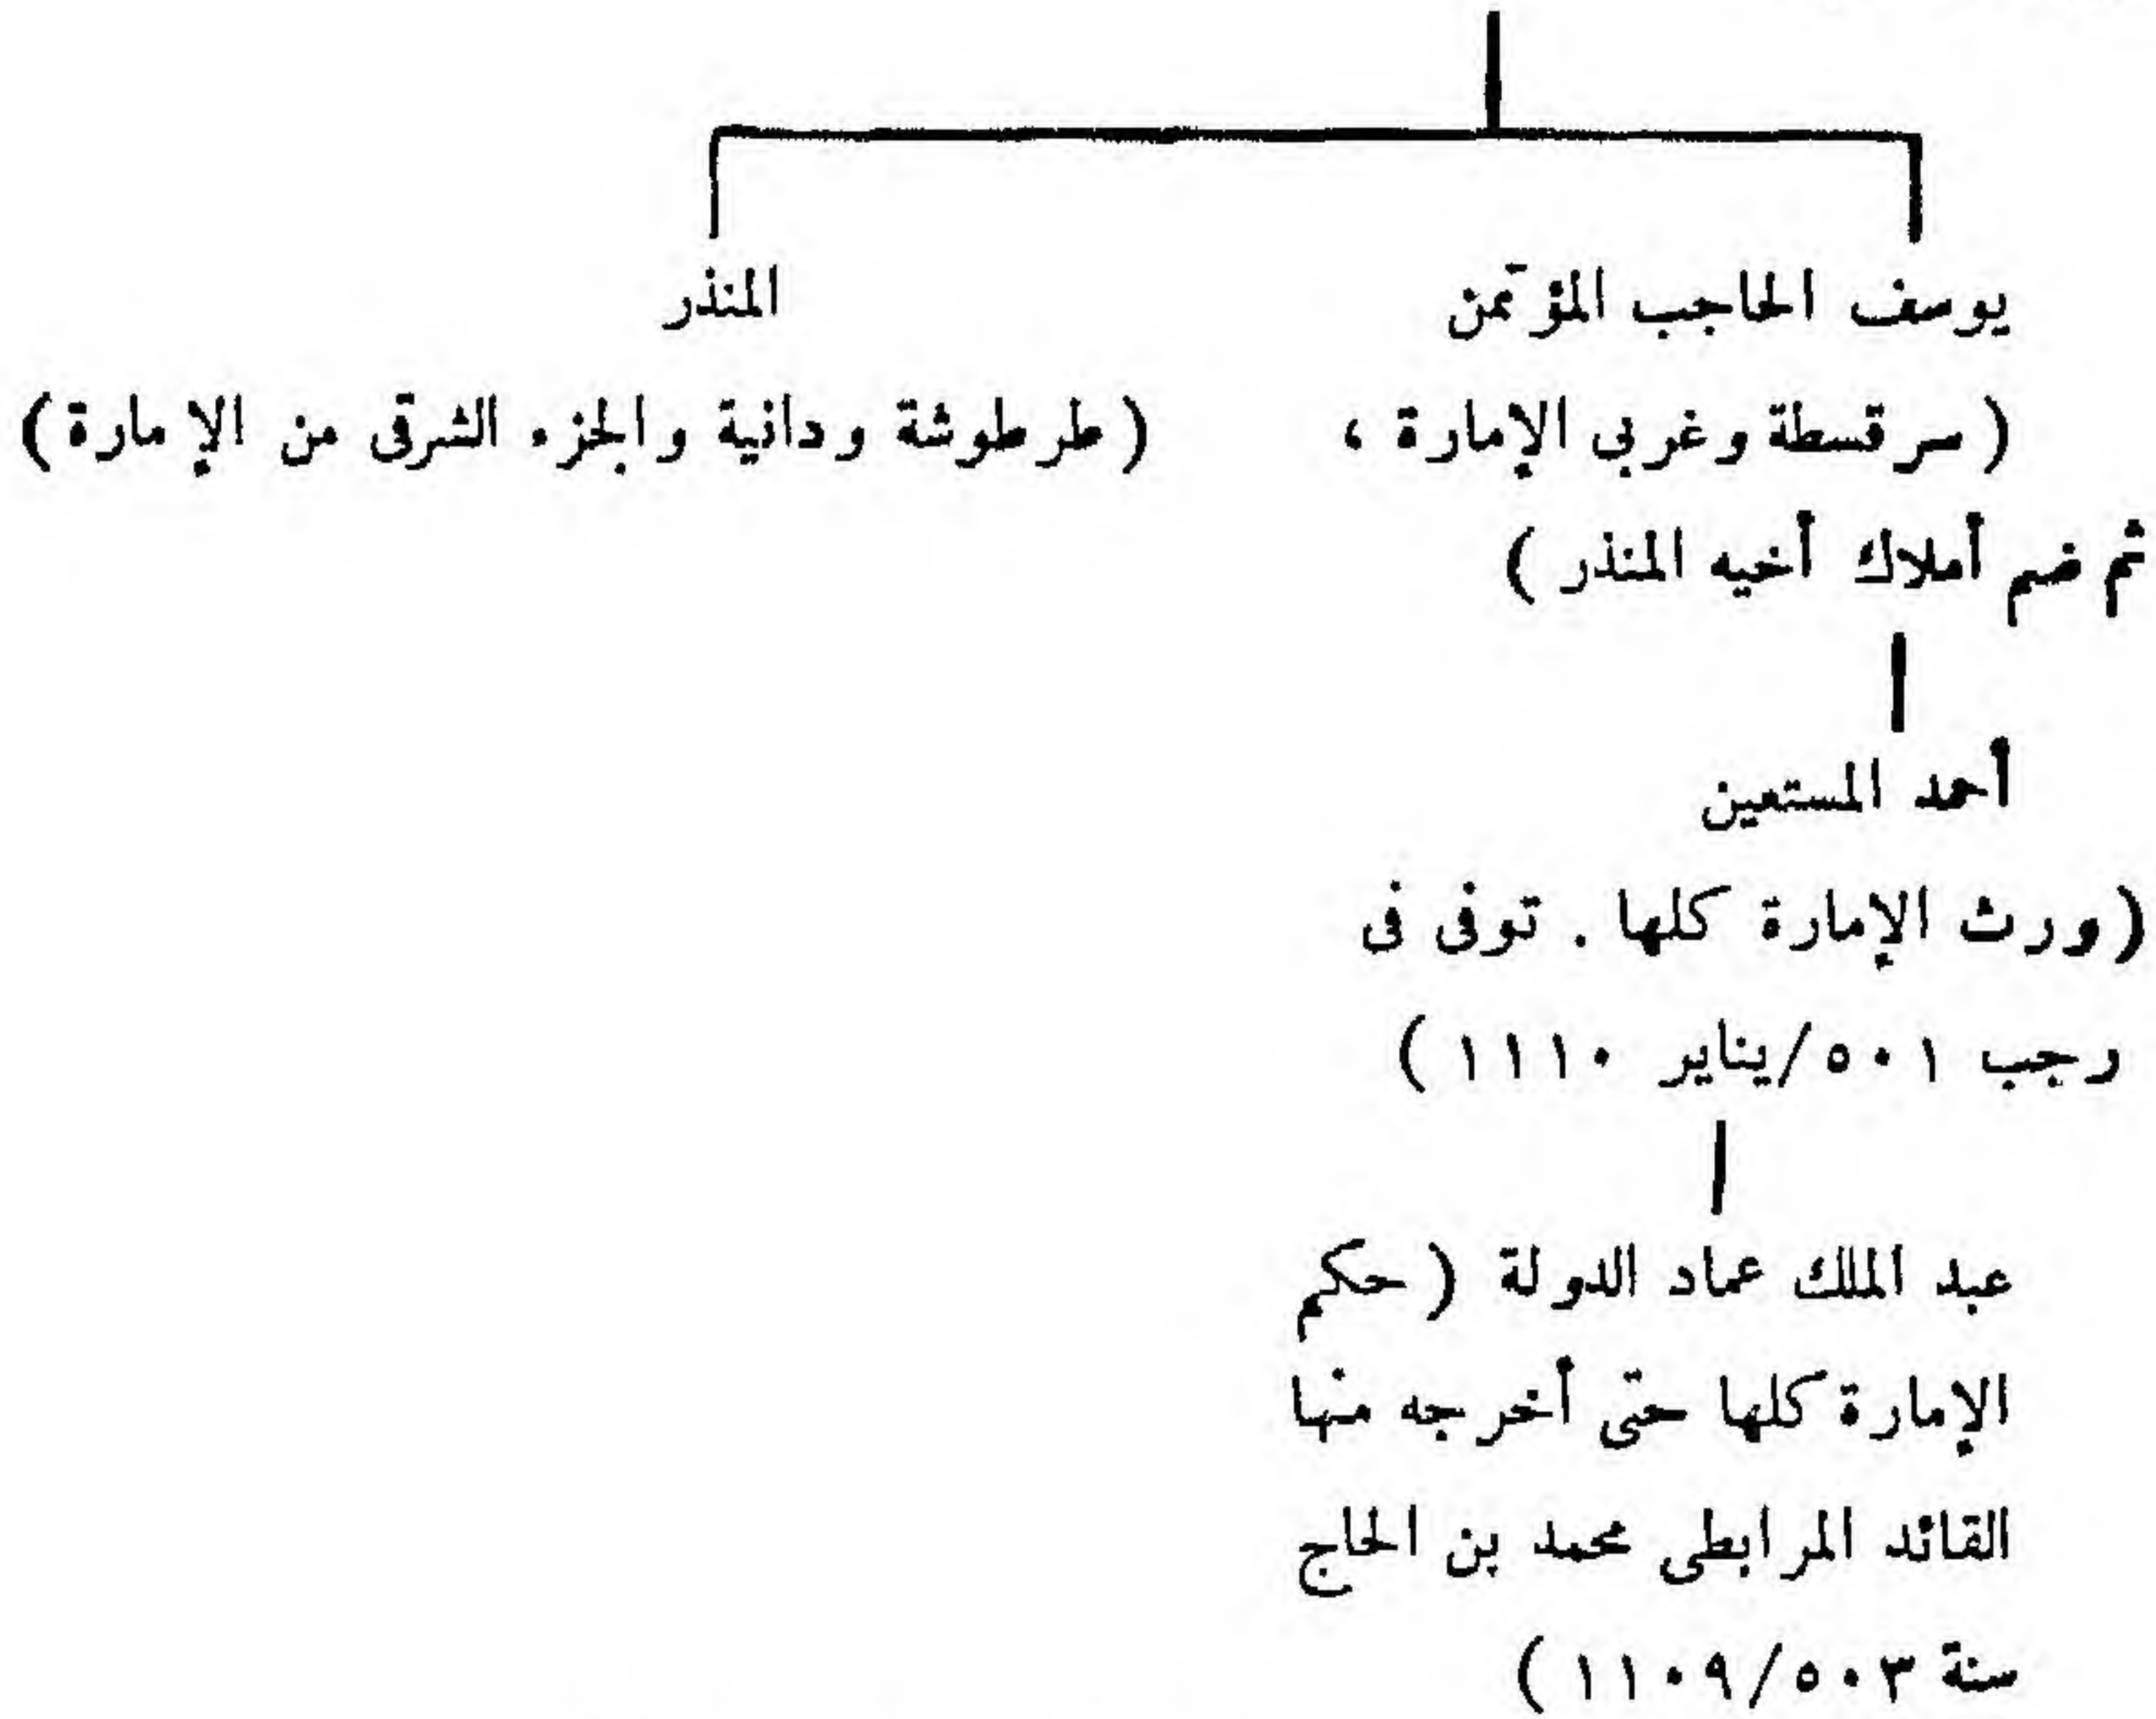 يوسف الحاجب المؤتمن
(سرقسطة وغربى الإمارة ،
ثم ضم أملاك أخيه المنذر )
المنذر
(طرطوشة ودانية والجزء الشرقى من الإمارة)
أحمد المستعين
(ورث الإمارة كلها . توفى فى
رجب ٥٠١/يناير ١١١٠ )
عبد الملك عماد الدولة ( حكم
الإمارة كلها حتى أخرجه منها
القائد المرابطى محمد بن الحاج
سنة ٥٠٣/١١٠٩ )